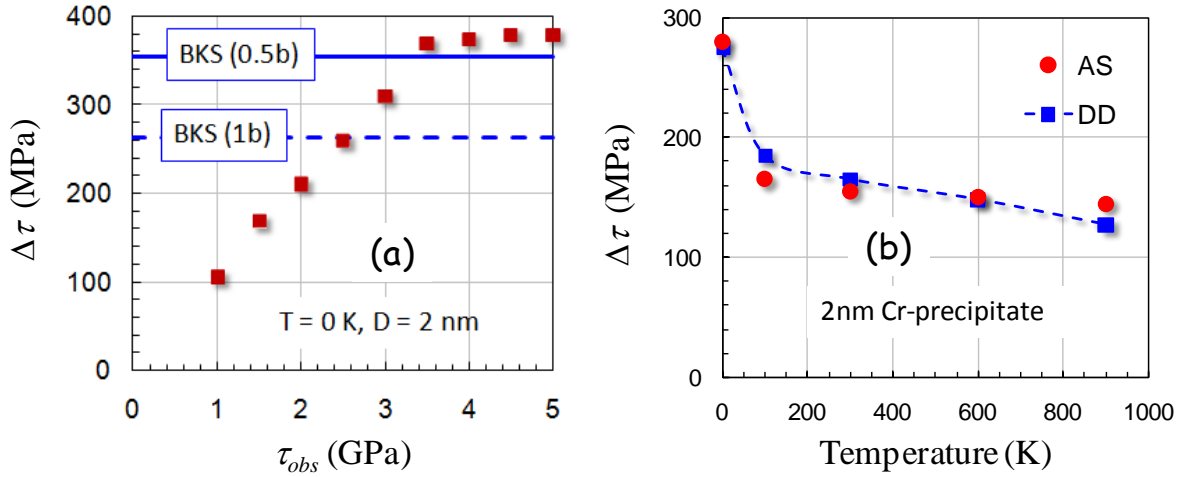 400
300
200
100
0
Δτ (MPa)
BKS (0.5b)
BKS (1b)
(a)
T = 0 K, D = 2 nm
0 1 2 3 4 5
τobs (GPa)
300
200
100
0
Δτ (MPa)
AS
DD
(b)
2nm Cr-precipitate
0 200 400 600 800 1000
Temperature (K)